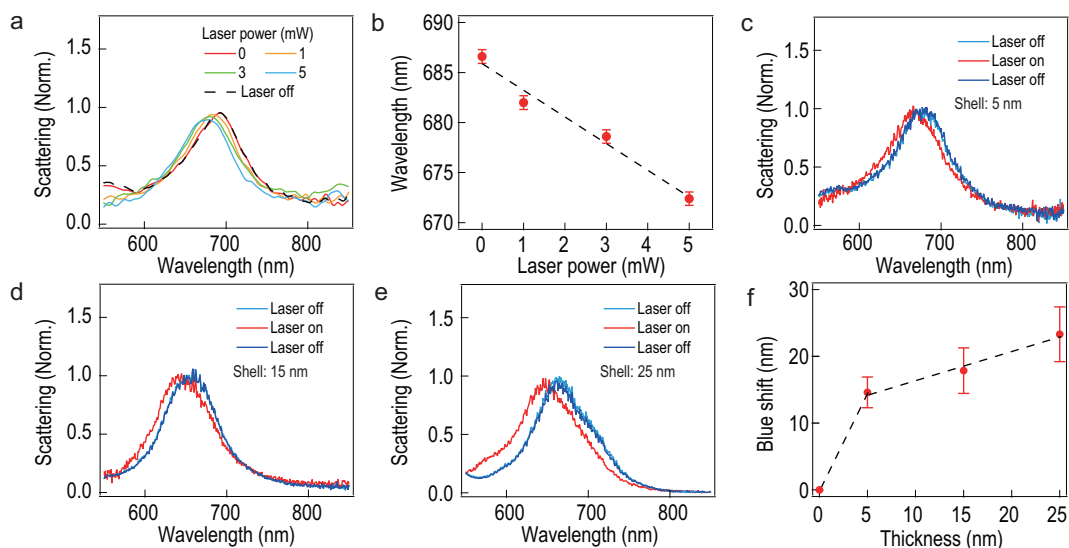 a
Laser power (mW)
0 1
3 5
Laser off
1.5
1.0
0.5
0.0
Scattering (Norm.)
600 700 800
Wavelength (nm)
b
690
685
680
675
670
Wavelength (nm)
0 1 2 3 4 5
Laser power (mW)
c
Laser off
Laser on
Laser off
Shell: 5 nm
1.5
1.0
0.5
0.0
Scattering (Norm.)
600 700 800
Wavelength (nm)
d
Laser off
Laser on
Laser off
Shell: 15 nm
1.5
1.0
0.5
0.0
Scattering (Norm.)
600 700 800
Wavelength (nm)
e
Laser off
Laser on
Laser off
Shell: 25 nm
1.5
1.0
0.5
0.0
Scattering (Norm.)
600 700 800
Wavelength (nm)
f
30
20
10
0
Blue shift (nm)
0 5 10 15 20 25
Thickness (nm)